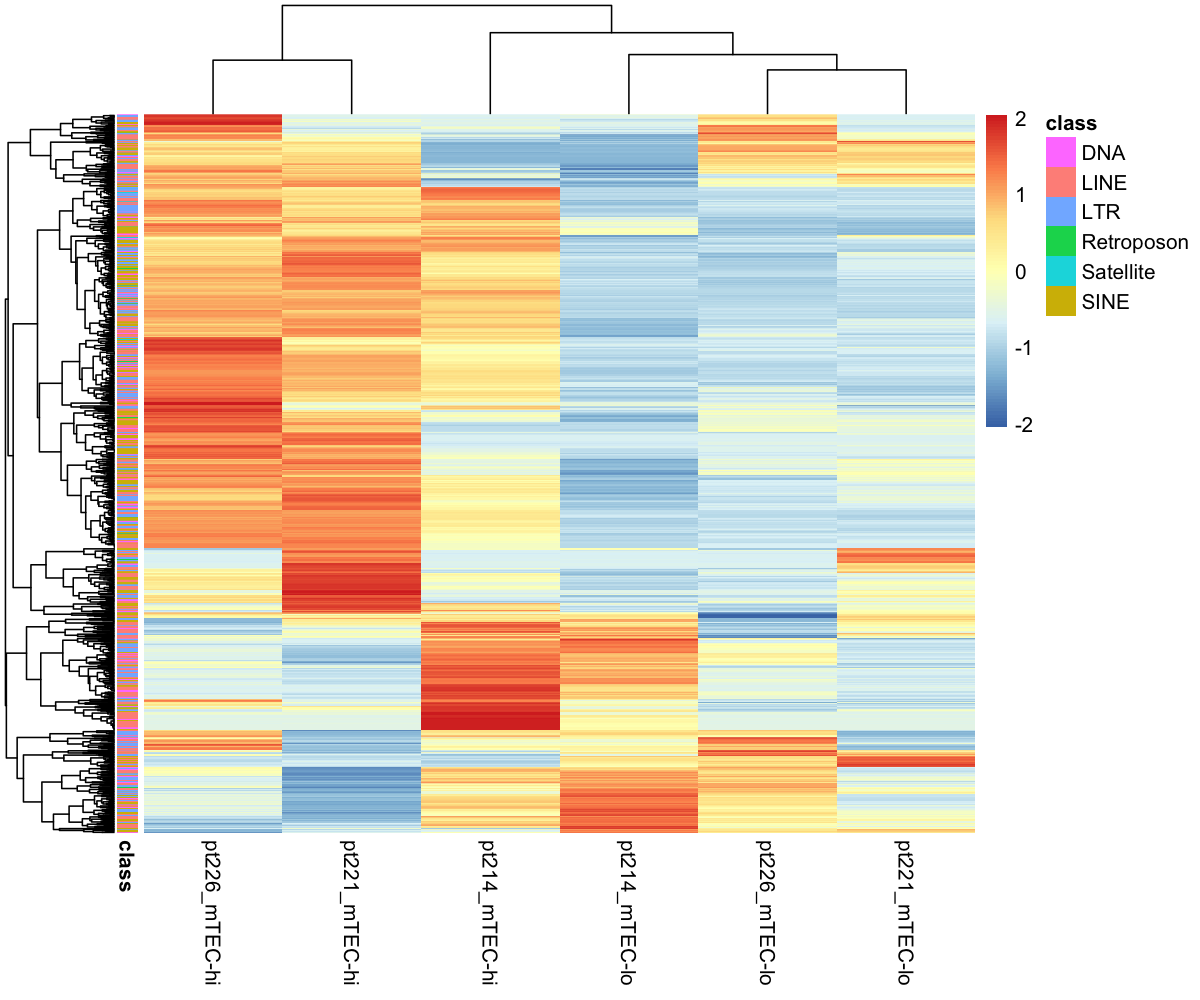 2
1
0
-1
-2
class
DNA
LINE
LTR
Retroposon
Satellite
SINE
class
pt226_mTEC-hi
pt221_mTEC-hi
pt214_mTEC-hi
pt214_mTEC-lo
pt226_mTEC-lo
pt221_mTEC-lo